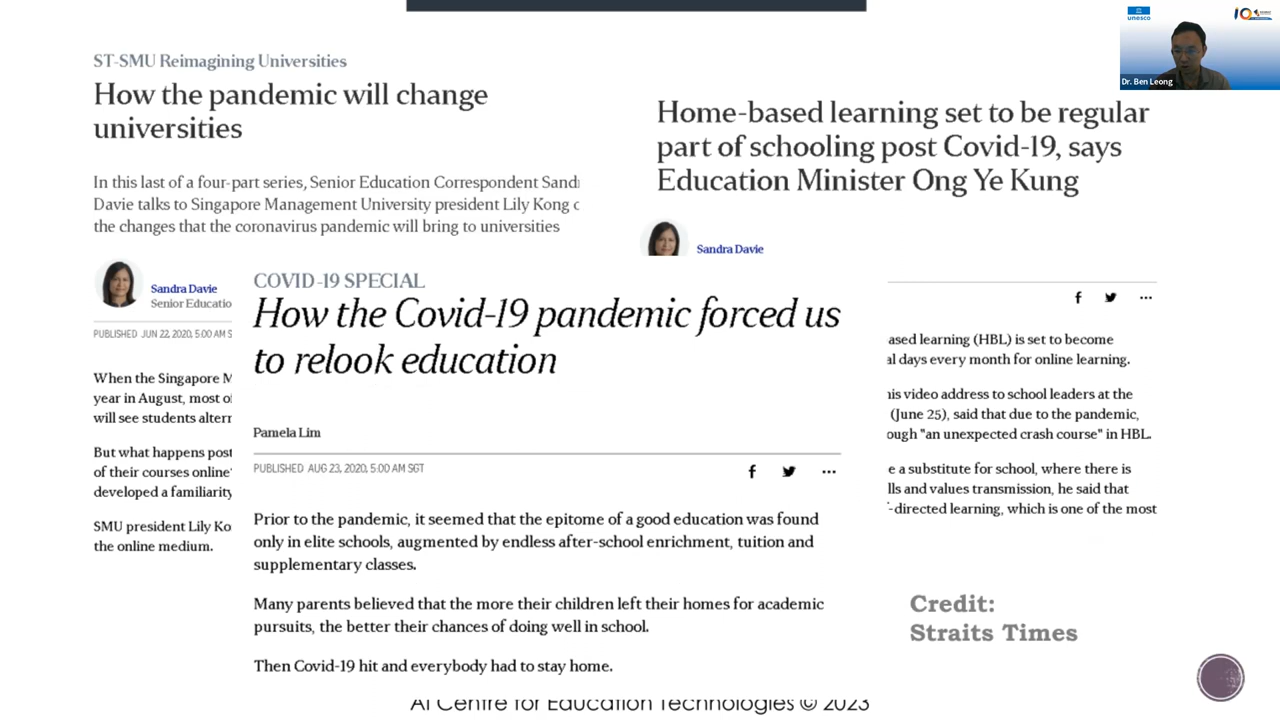 unesco
Dr. Ben Leong
ST-SMU Reimagining Universities
How the pandemic will change
universities
In this last of a four-part series, Senior Education Correspondent
Davie talks to Singapore Management University president Lily Kong
the changes that the coronavirus pandemic will bring to universities
Sandra Davie
Senior
PUBLISHED JUN 22, 2020, 5:00 AM
When the Singapore
year in August, most
will see students
But what happens post
of their courses online
developed a familiarity
SMU president Lily
the online medium.
Home-based learning set to be regular
part of schooling post Covid-19, says
Education Minister Ong Ye Kung
Sandra Davie
learning (HBL) is set to become
days every month for online learning.
video address to school leaders at the
(June 25), said that due to the pandemic,
"an unexpected crash course" in HBL.
a substitute for school, where there is
and values transmission, he said that
-directed learning, which is one of the most
COVID-19 SPECIAL
How the Covid-19 pandemic forced us
to relook education
Pamela Lim
PUBLISHED AUG 23, 2020, 5:00 AM SGT
Prior to the pandemic, it seemed that the epitome of a good education was found
only in elite schools, augmented by endless after-school enrichment, tuition and
supplementary classes.
Many parents believed that the more their children left their homes for academic
pursuits, the better their chances of doing well in school.
Then Covid-19 hit and everybody had to stay home.
Credit:
Straits Times
AI Centre for Education Technologies © 2023